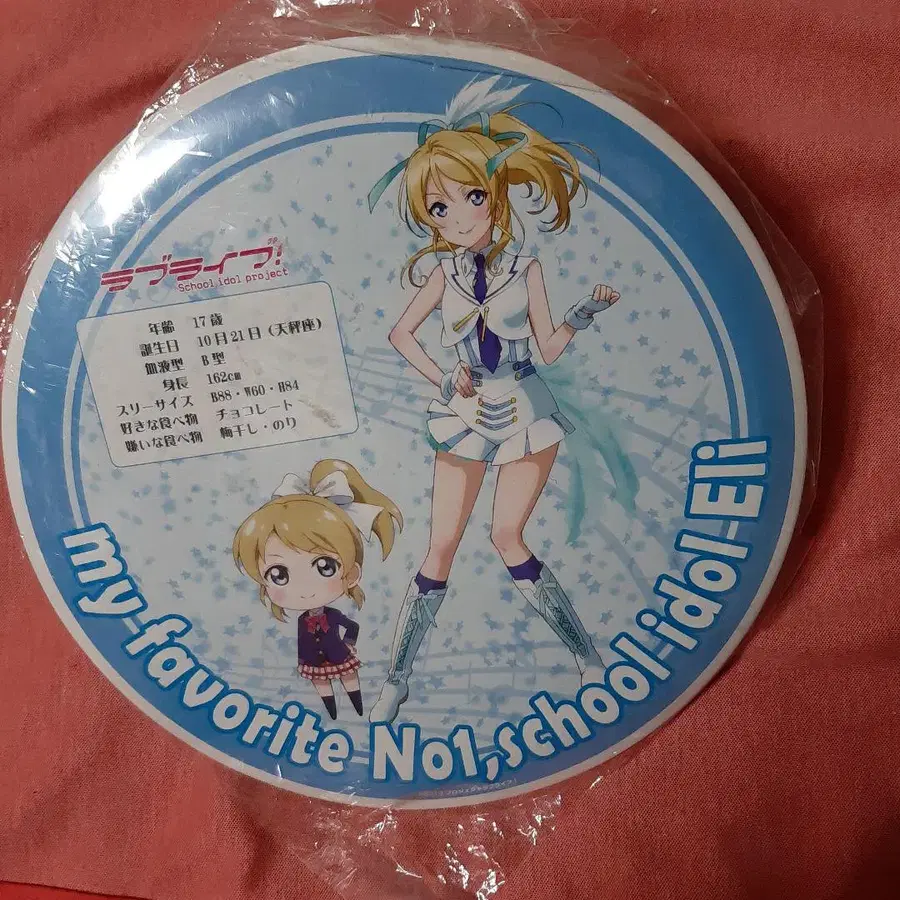 ラブライブ!
School idol project
年齢 17歳
誕生日 10月21日(天秤座)
血液型 B型
身長 162cm
スリーサイズ B88・W60・H84
好きな食べ物 チョコレート
嫌いな食べ物 梅干し・のり
my favorite No1,school idol Eli